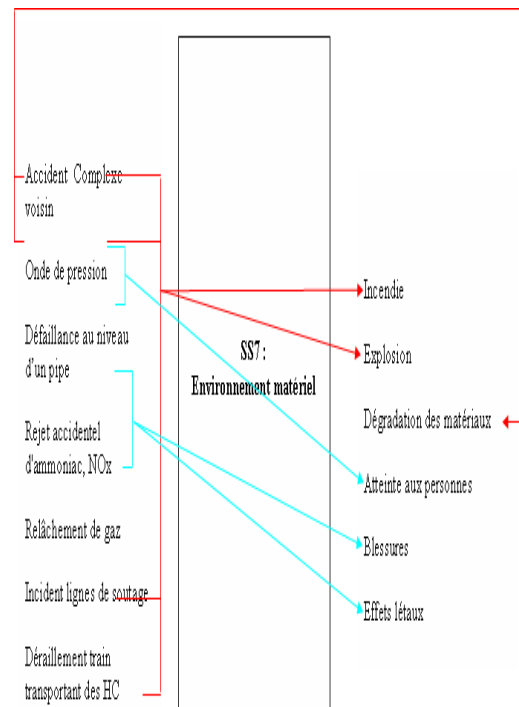 Accident Complexe
voisin
Onde de pression
Défaillance au niveau
d'un pipe
Rejet accidentel
d'ammoniac, NOx
Relâchement de gaz
Incident lignes de soutage
Déraillement train
transportant des HC
SS7 :
Environnement matériel
Incendie
Explosion
Dégradation des matériaux
Atteinte aux personnes
Blessures
Effets létaux